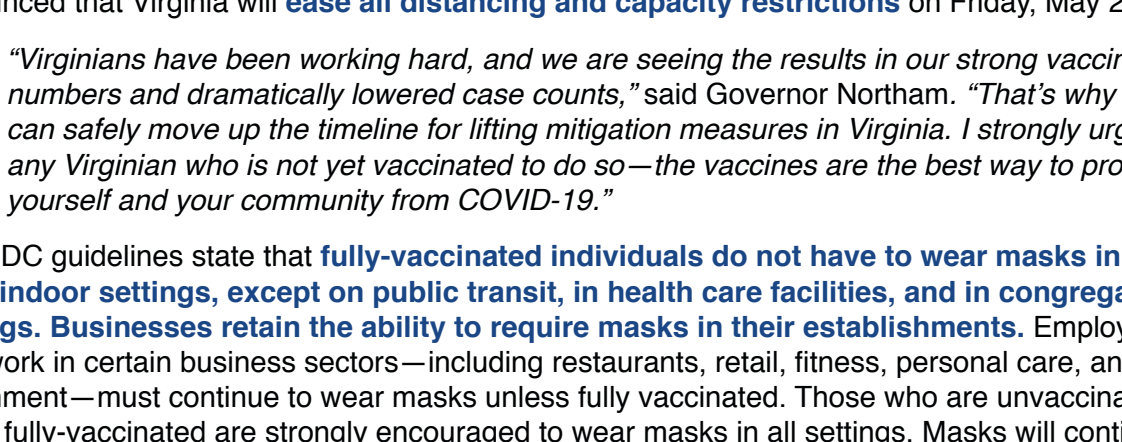 nced that Virginia will ease all distancing and capacity restrictions on Friday, May 2
“Virginians have been working hard, and we are seeing the results in our strong vaccin
numbers and dramatically lowered case counts,” said Governor Northam. “That’s why
can safely move up the timeline for lifting mitigation measures in Virginia. I strongly urg
any Virginian who is not yet vaccinated to do so—the vaccines are the best way to pro
yourself and your community from COVID-19.”
DC guidelines state that fully-vaccinated individuals do not have to wear masks in
indoor settings, except on public transit, in health care facilities, and in congrega
gs. Businesses retain the ability to require masks in their establishments. Employ
work in certain business sectors—including restaurants, retail, fitness, personal care, an
nment—must continue to wear masks unless fully vaccinated. Those who are unvaccina
fully-vaccinated are strongly encouraged to wear masks in all settings. Masks will conti